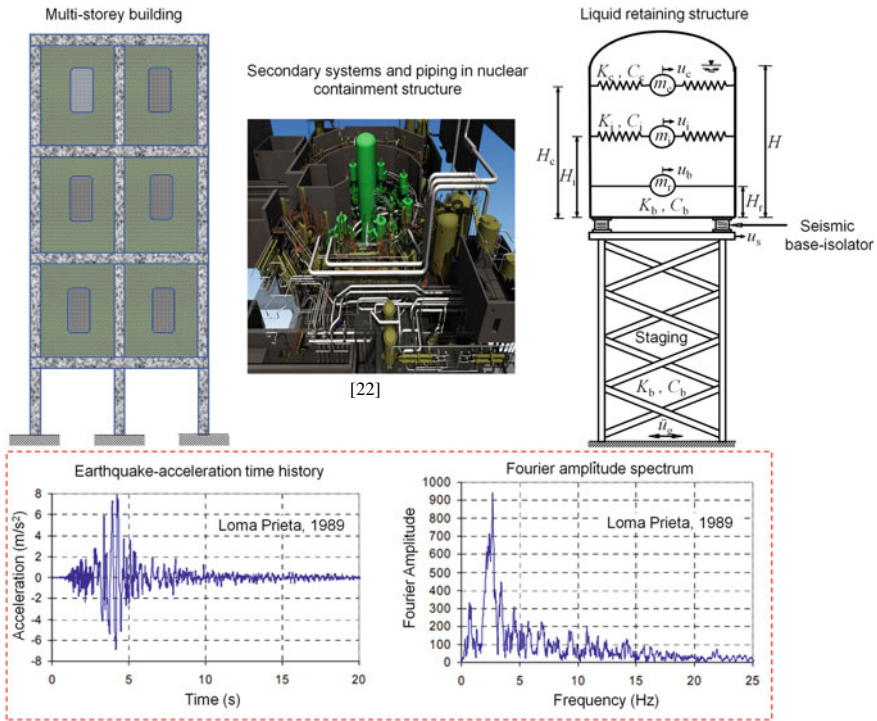 Multi-storey building
Secondary systems and piping in nuclear
containment structure
[22]
Liquid retaining structure
K_c , C_c
m_c
u_c
K_i , C_i
m_i
u_i
m_r
u_b
K_b , C_b
H_c
H_i
H
H_r
Seismic
base-isolator
u_s
Staging
K_b , C_b
ü_g
Earthquake-acceleration time history
Loma Prieta, 1989
Acceleration (m/s²)
8
6
4
2
0
-2
-4
-6
-8
0 5 10 15 20
Time (s)
Fourier amplitude spectrum
Loma Prieta, 1989
Fourier Amplitude
1000
900
800
700
600
500
400
300
200
100
0
0 5 10 15 20 25
Frequency (Hz)